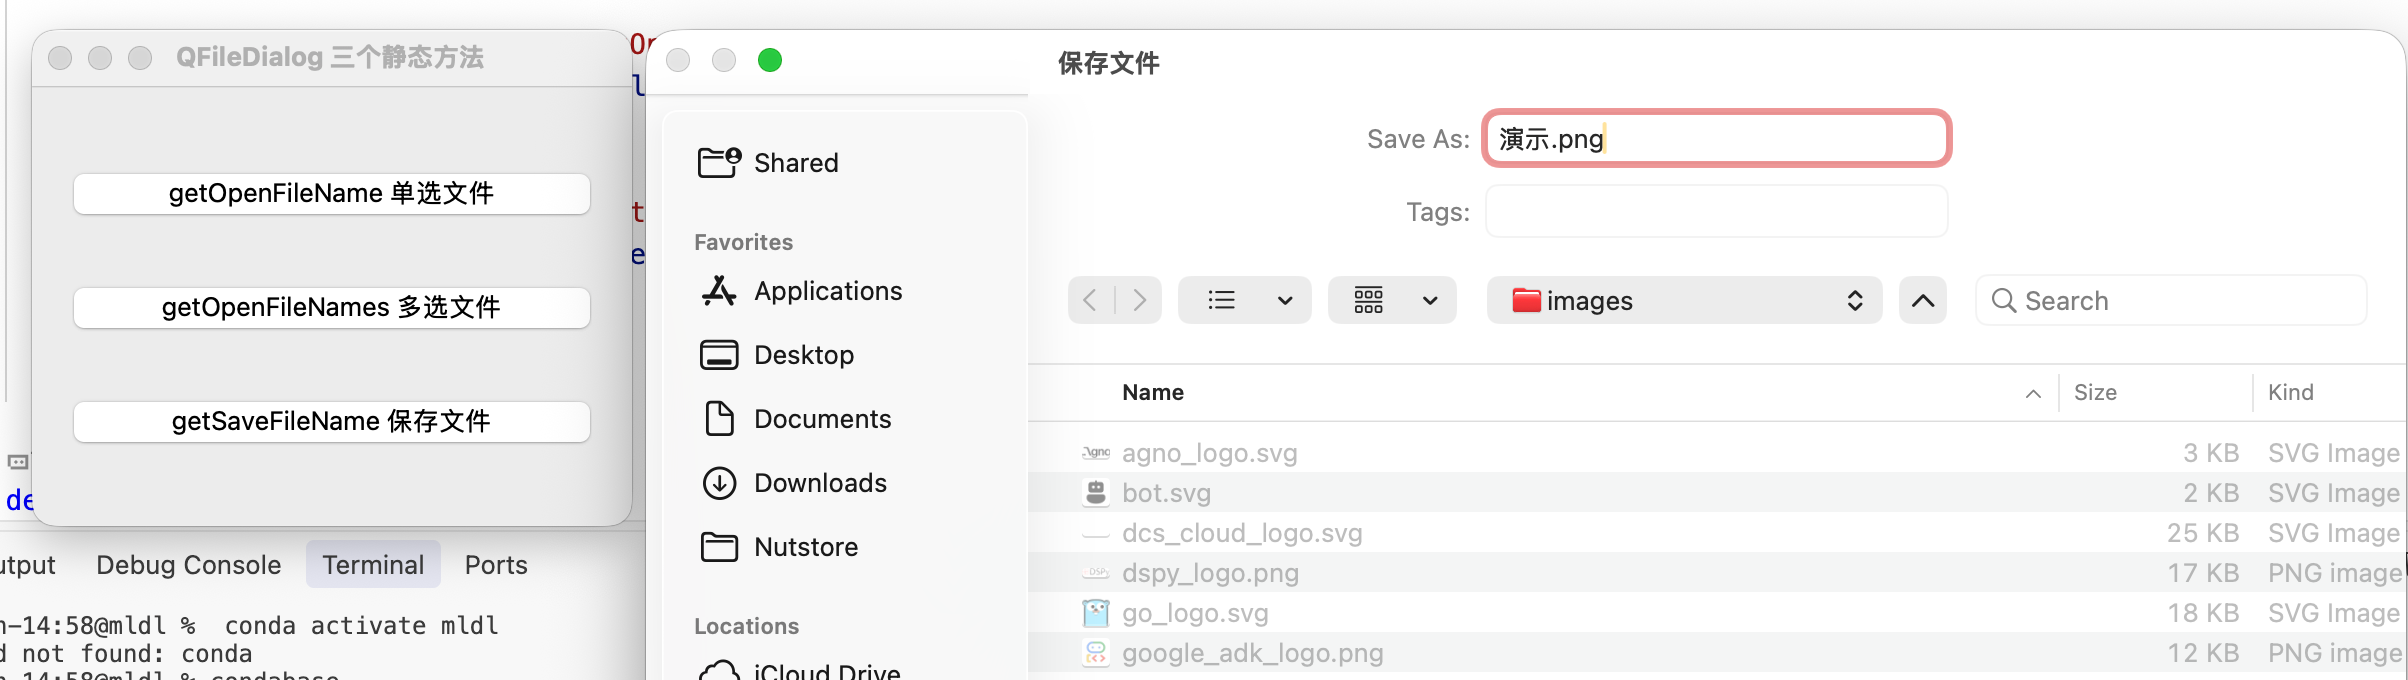 QFileDialog 三个静态方法
getOpenFileName 单选文件
getOpenFileNames 多选文件
getSaveFileName 保存文件
de
Debug Console
Terminal
Ports
-14:58@mldl % conda activate mldl
d not found: conda
保存文件
Save As: 演示.png
Tags:
images
Search
Shared
Favorites
Applications
Desktop
Documents
Downloads
Nutstore
Locations
iCloud Drive
Name Size Kind
agno_logo.svg 3 KB SVG Image
bot.svg 2 KB SVG Image
dcs_cloud_logo.svg 25 KB SVG Image
dspy_logo.png 17 KB PNG image
go_logo.svg 18 KB SVG Image
google_adk_logo.png 12 KB PNG image